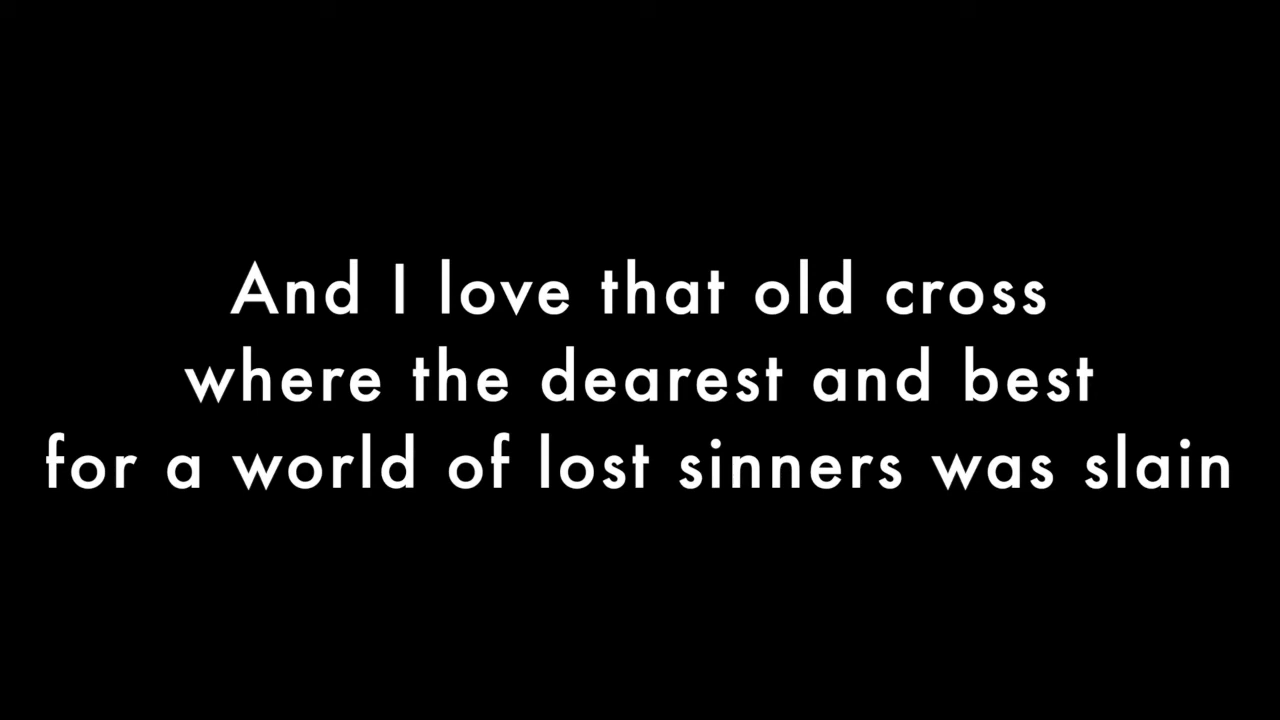 And I love that old cross
where the dearest and best
for a world of lost sinners was slain